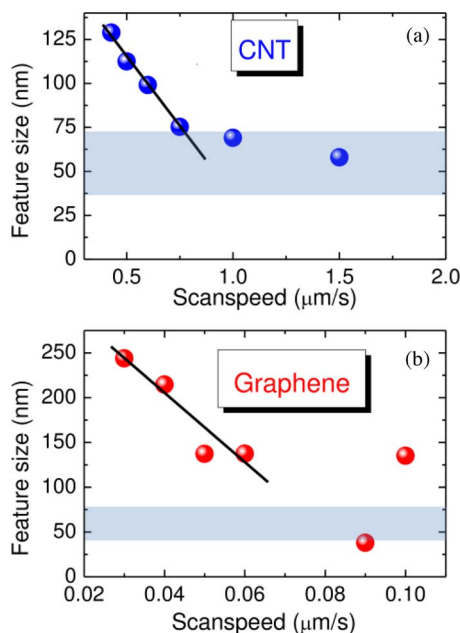 (a)
CNT
125
100
75
50
25
0
Feature size (nm)
0.5 1.0 1.5 2.0
Scanspeed (μm/s)
(b)
Graphene
250
200
150
100
50
0
Feature size (nm)
0.02 0.04 0.06 0.08 0.10
Scanspeed (μm/s)